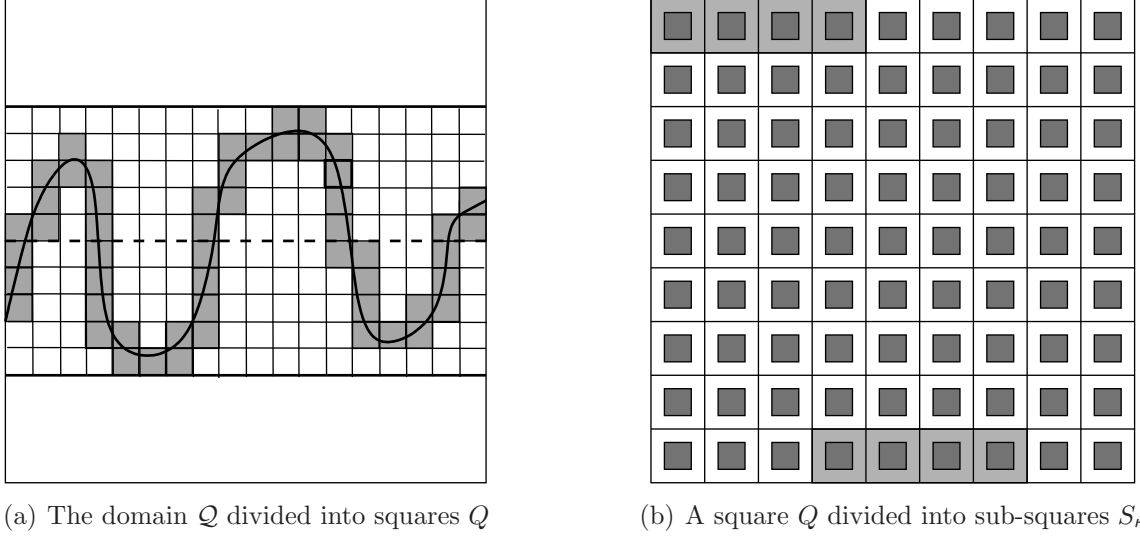 (a) The domain 𝒬 divided into squares Q
(b) A square Q divided into sub-squares S